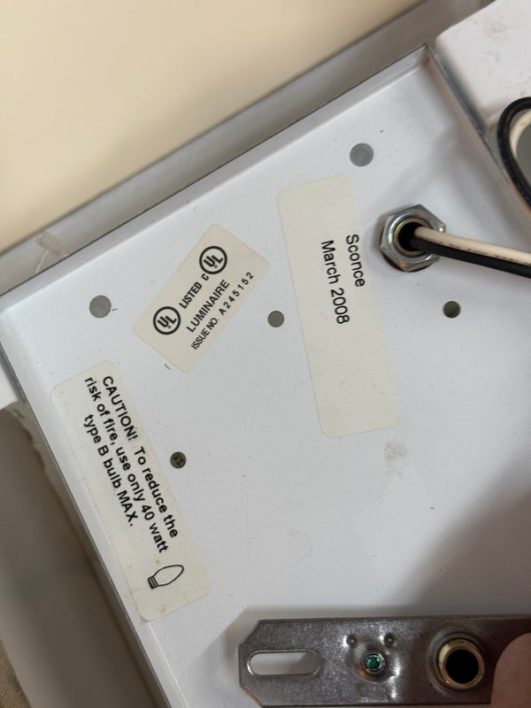 Sconce
March 2008
UL LISTED C UL
LUMINAIRE
ISSUE NO. A245152
CAUTION! To reduce the
risk of fire, use only 40 watt
type B bulb MAX.